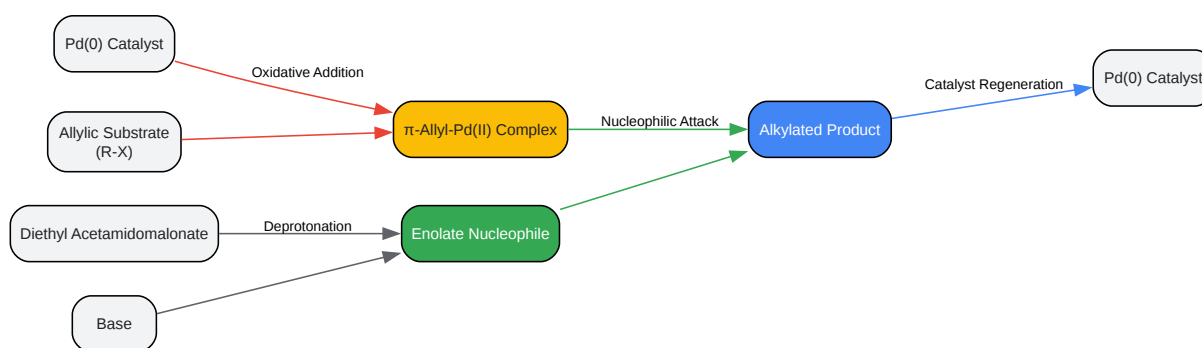 Pd(0) Catalyst
Oxidative Addition
Allylic Substrate
(R-X)
π-Allyl-Pd(II) Complex
Nucleophilic Attack
Alkylated Product
Catalyst Regeneration
Pd(0) Catalyst
Diethyl Acetamidomalonate
Deprotonation
Enolate Nucleophile
Base